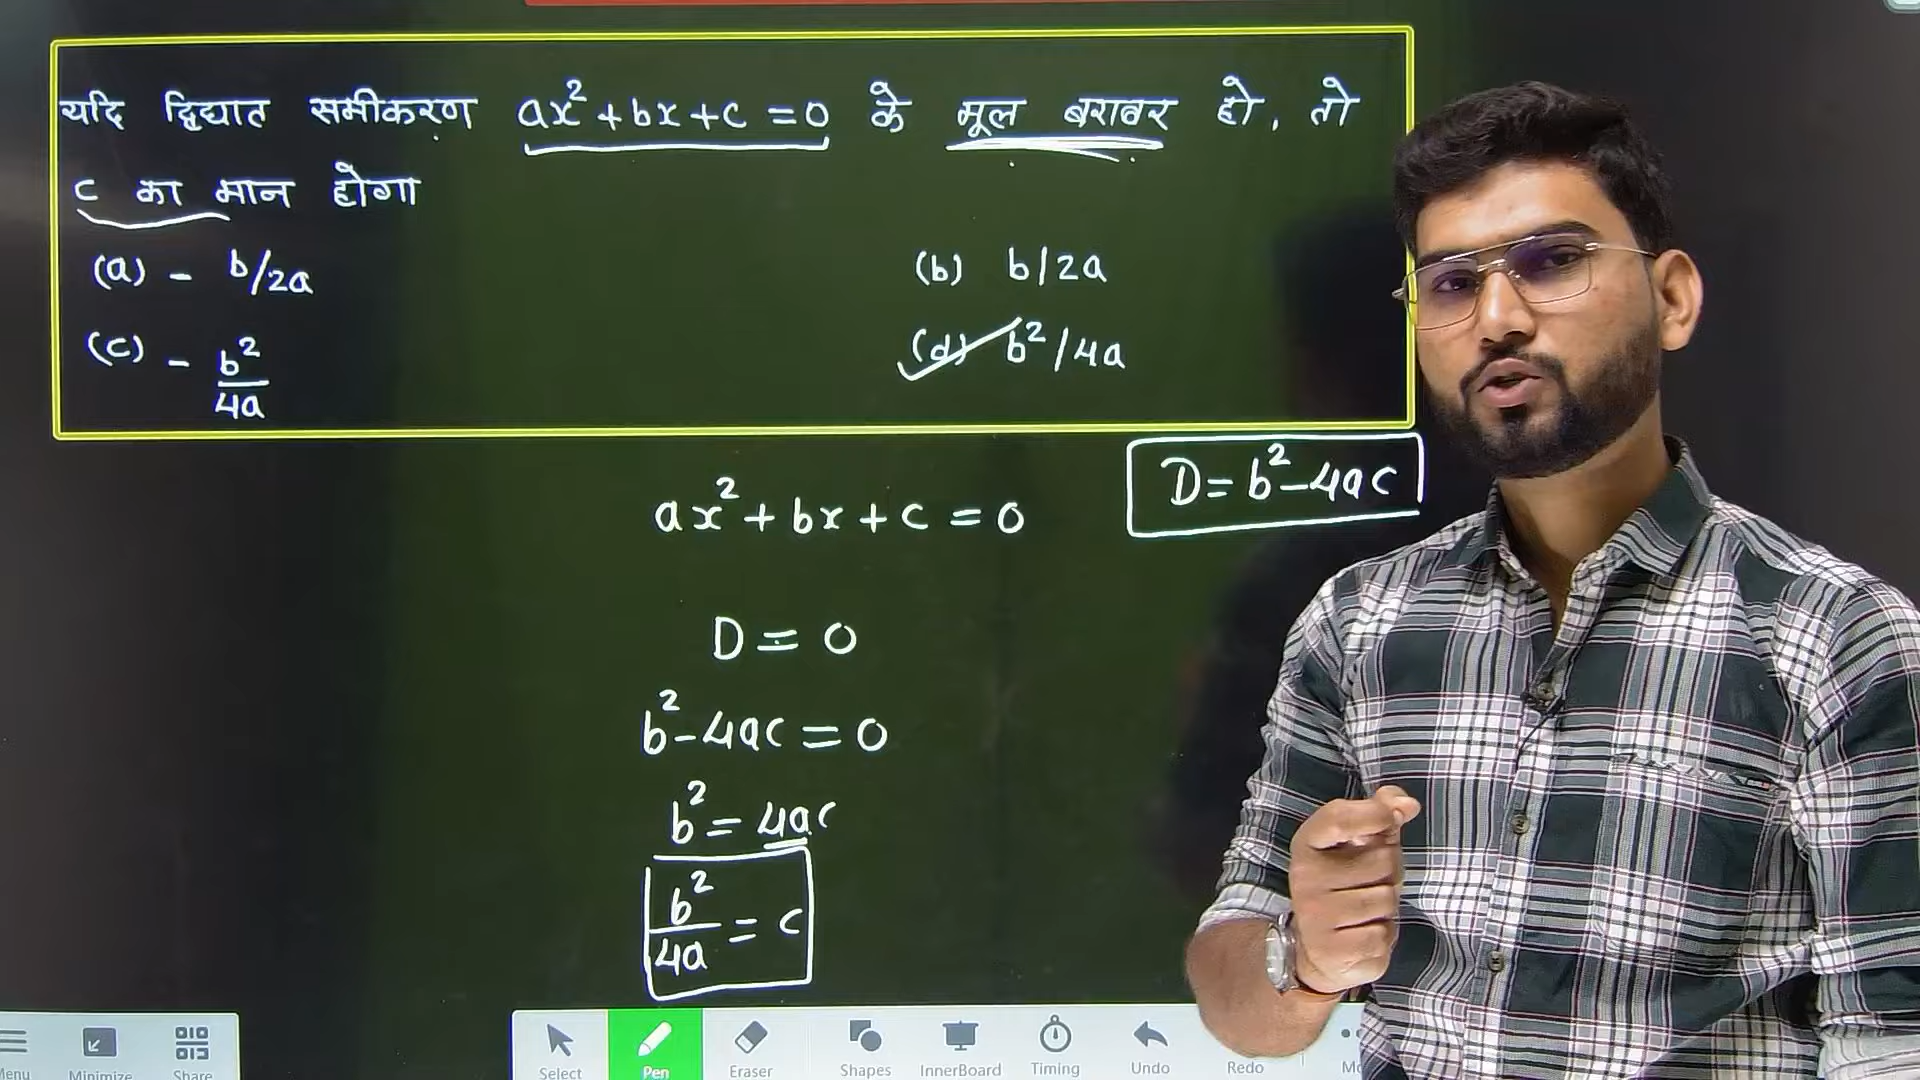 यदि द्विघात समीकरण ax²+bx+c=0 के मूल बराबर हो, तो
c का मान होगा
(a) - b/2a
(b) b/2a
(c) - b²/4a
(d) b²/4a
D=b²-4ac
ax²+bx+c=0
D=0
b²-4ac=0
b²=4ac
b²/4a=c
Menu Minimize Share Select Pen Eraser Shapes InnerBoard Timing Undo Redo